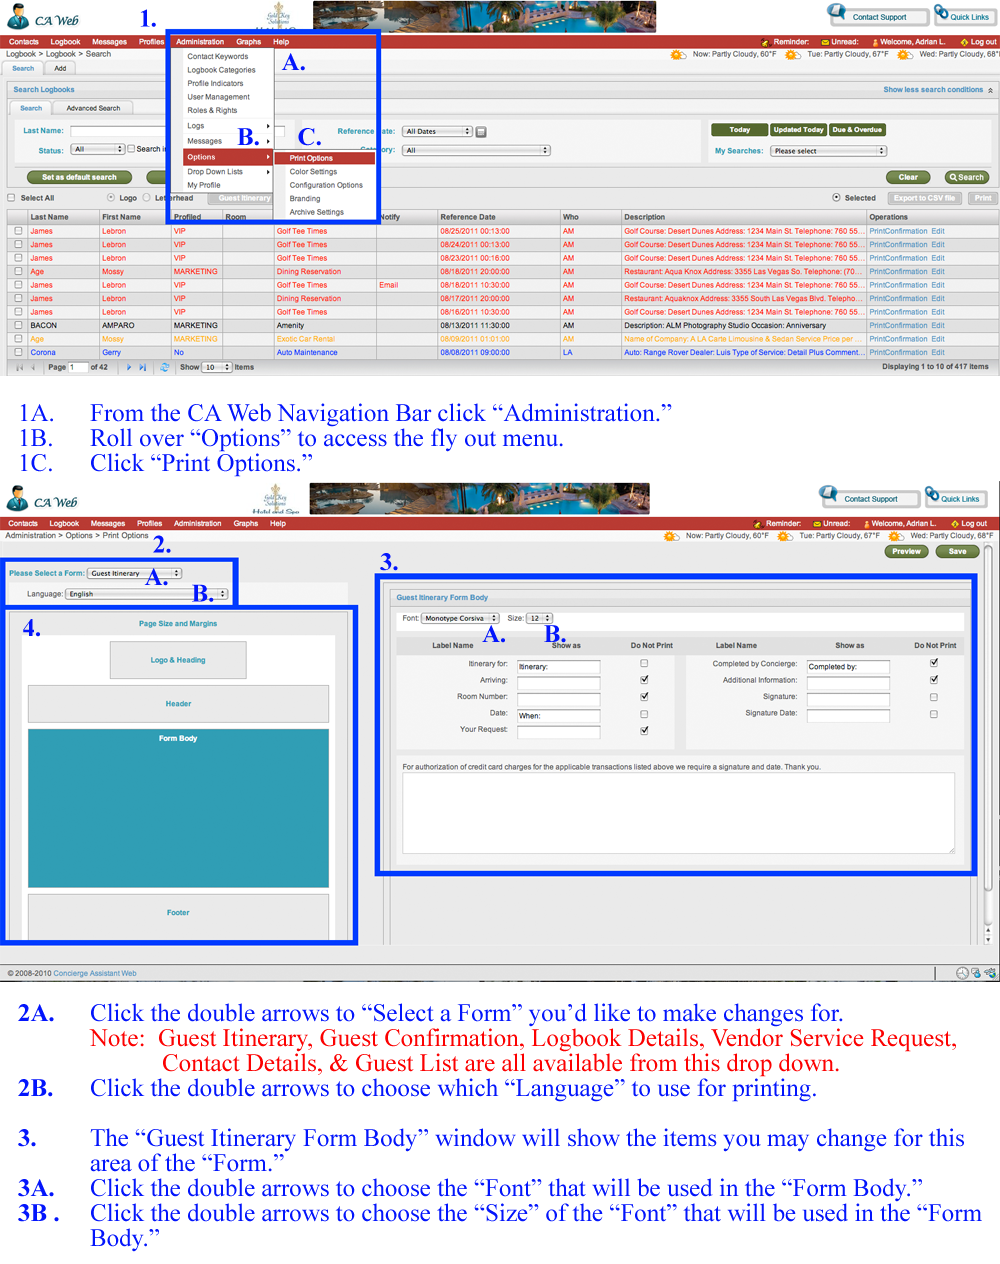 1.
CA Web
Gold Key
Solutions
Contact Support
Quick Links
Contacts Logbook Messages Profiles Administration Graphs Help
Reminder: Unread: Welcome, Adrian L. Log out
Logbook > Logbook > Search
Now: Partly Cloudy, 60°F Tue: Partly Cloudy, 67°F Wed: Partly Cloudy, 68°F
Search Add
A.
Contact Keywords
Logbook Categories
Profile Indicators
User Management
Roles & Rights
Logs
Messages
Options
Drop Down Lists
My Profile
B.
C.
Print Options
Color Settings
Configuration Options
Branding
Archive Settings
Search Logbooks
Show less search conditions
Search Advanced Search
Last Name:
Date: All Dates
Today Updated Today Due & Overdue
Status: All Search in
All
My Searches: Please select
Set as default search
Clear Search
Select All Logo Letterhead Guest Itinerary
Selected Export to CSV file Print
Last Name First Name Profiled Room Notify Reference Date Who Description Operations
James Lebron VIP Golf Tee Times 08/25/2011 00:13:00 AM Golf Course: Desert Dunes Address: 1234 Main St. Telephone: 760 55... PrintConfirmation Edit
James Lebron VIP Golf Tee Times 08/24/2011 00:13:00 AM Golf Course: Desert Dunes Address: 1234 Main St. Telephone: 760 55... PrintConfirmation Edit
James Lebron VIP Golf Tee Times 08/23/2011 00:16:00 AM Golf Course: Desert Dunes Address: 1234 Main St. Telephone: 760 55... PrintConfirmation Edit
Age Mossy MARKETING Dining Reservation 08/18/2011 20:00:00 AM Restaurant: Aqua Knox Address: 3355 Las Vegas So. Telephone: (70... PrintConfirmation Edit
James Lebron VIP Golf Tee Times Email 08/18/2011 10:30:00 AM Golf Course: Desert Dunes Address: 1234 Main St. Telephone: 760 55... PrintConfirmation Edit
James Lebron VIP Dining Reservation 08/17/2011 20:00:00 AM Restaurant: Aquaknox Address: 3355 South Las Vegas Blvd. Telepho... PrintConfirmation Edit
James Lebron VIP Golf Tee Times 08/16/2011 10:30:00 AM Golf Course: Desert Dunes Address: 1234 Main St. Telephone: 760 55... PrintConfirmation Edit
BACON AMPARO MARKETING Amenity 08/13/2011 11:30:00 AM Description: ALM Photography Studio Occasion: Anniversary PrintConfirmation Edit
Age Mossy MARKETING Exotic Car Rental 08/09/2011 01:01:00 AM Name of Company: A LA Carte Limousine & Sedan Service Price per ... PrintConfirmation Edit
Corona Gerry No Auto Maintenance 08/08/2011 09:00:00 LA Auto: Range Rover Dealer: Luis Type of Service: Detail Plus Comment... PrintConfirmation Edit
Page 1 of 42 Show 10 Items Displaying 1 to 10 of 417 items
1A. From the CA Web Navigation Bar click “Administration.”
1B. Roll over “Options” to access the fly out menu.
1C. Click “Print Options.”
CA Web
Gold Key
Solutions
Hotel and Spa
Contact Support
Quick Links
Contacts Logbook Messages Profiles Administration Graphs Help
Reminder: Unread: Welcome, Adrian L. Log out
Administration > Options > Print Options
Now: Partly Cloudy, 60°F Tue: Partly Cloudy, 67°F Wed: Partly Cloudy, 68°F
2.
Preview Save
3.
Please Select a Form: Guest Itinerary
A.
Language: English
B.
4.
Page Size and Margins
Logo & Heading
Header
Form Body
Footer
Guest Itinerary Form Body
Font: Monotype Corsiva Size: 12
A.
B.
Label Name Show as Do Not Print Label Name Show as Do Not Print
Itinerary for: Itinerary: Completed by Concierge: Completed by:
Arriving: Additional Information:
Room Number: Signature:
Date: When: Signature Date:
Your Request:
For authorization of credit card charges for the applicable transactions listed above we require a signature and date. Thank you.
© 2008-2010 Concierge Assistant Web
2A. Click the double arrows to “Select a Form” you’d like to make changes for.
Note: Guest Itinerary, Guest Confirmation, Logbook Details, Vendor Service Request,
Contact Details, & Guest List are all available from this drop down.
2B. Click the double arrows to choose which “Language” to use for printing.
3. The “Guest Itinerary Form Body” window will show the items you may change for this
area of the “Form.”
3A. Click the double arrows to choose the “Font” that will be used in the “Form Body.”
3B . Click the double arrows to choose the “Size” of the “Font” that will be used in the “Form
Body.”